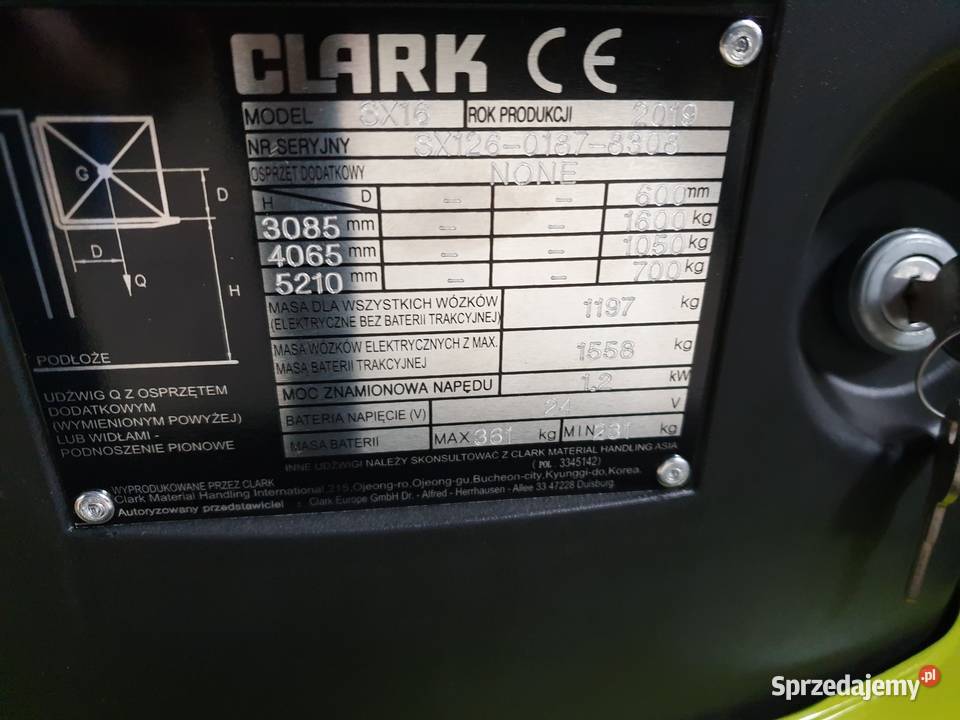 CLARK CE
MODEL SX16 ROK PRODUKCJI 2019
NR SERYJNY SX126-0187-8308
OSPRZĘT DODATKOWY NONE
H D - - 600 mm
3085 mm - - 1600 kg
4065 mm - - 1050 kg
5210 mm - - 700 kg
MASA DLA WSZYSTKICH WÓZKÓW
(ELEKTRYCZNE BEZ BATERII TRAKCYJNEJ) 1197 kg
MASA WÓZKÓW ELEKTRYCZNYCH Z MAX.
MASĄ BATERII TRAKCYJNEJ 1558 kg
MOC ZNAMIONOWA NAPĘDU 1,2 kW
BATERIA NAPIĘCIE (V) 24 V
MASA BATERII MAX 361 kg MIN 231 kg
G
D
D
Q
H
PODŁOŻE
UDŹWIG Q Z OSPRZĘTEM
DODATKOWYM
(WYMIENIONYM POWYŻEJ)
LUB WIDŁAMI -
PODNOSZENIE PIONOWE
INNE UDŹWIGI NALEŻY SKONSULTOWAĆ Z CLARK MATERIAL HANDLING ASIA
(POL 3345142)
WYPRODUKOWANE PRZEZ CLARK
Clark Material Handling International 215, Ojeong-ro, Ojeong-gu, Bucheon-city, Kyunggi-do, Korea.
Autoryzowany przedstawiciel : Clark Europe GmbH Dr. - Alfred - Herrhausen - Allee 33 47228 Duisburg.
Sprzedajemy.pl